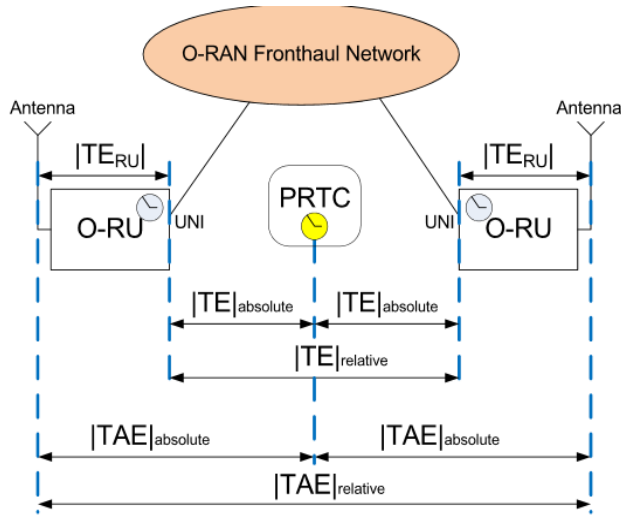 O-RAN Fronthaul Network
Antenna
Antenna
|TERU|
|TERU|
PRTC
O-RU
UNI
UNI
O-RU
|TE|absolute
|TE|absolute
|TE|relative
|TAE|absolute
|TAE|absolute
|TAE|relative